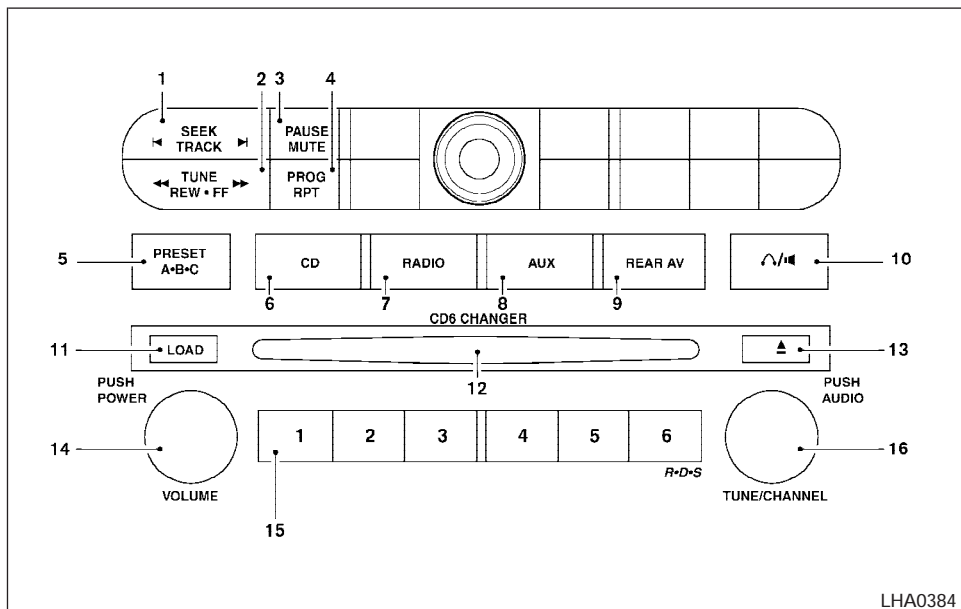 1 2 3 4
SEEK
TRACK
PAUSE
MUTE
TUNE
REW • FF
PROG
RPT
5
PRESET
A•B•C
CD
RADIO
AUX
REAR AV
10
6 7 8 9
CD6 CHANGER
11
LOAD
12
13
PUSH
POWER
PUSH
AUDIO
14
1 2 3 4 5 6
16
R•D•S
VOLUME
15
TUNE/CHANNEL
LHA0384